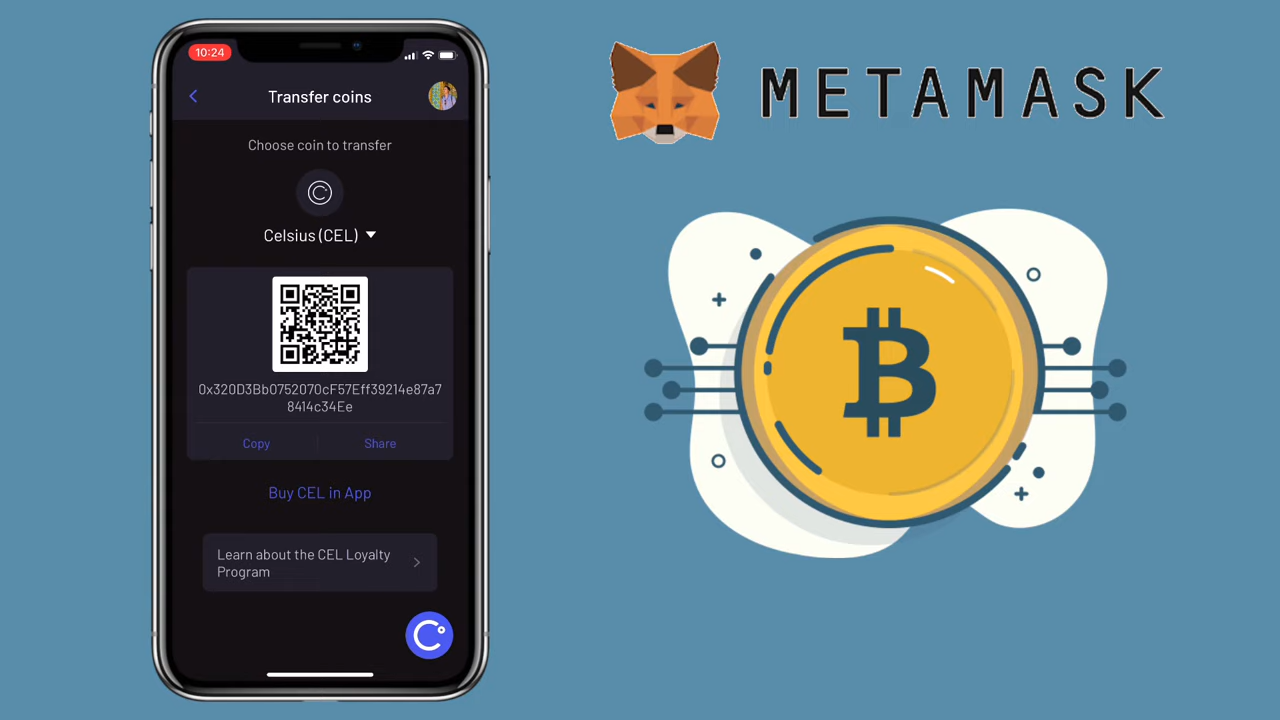 10:24
Transfer coins
Choose coin to transfer
Celsius (CEL)
0x320D3Bb0752070cF57Eff39214e87a7
8414c34Ee
Copy
Share
Buy CEL in App
Learn about the CEL Loyalty
Program
METAMASK